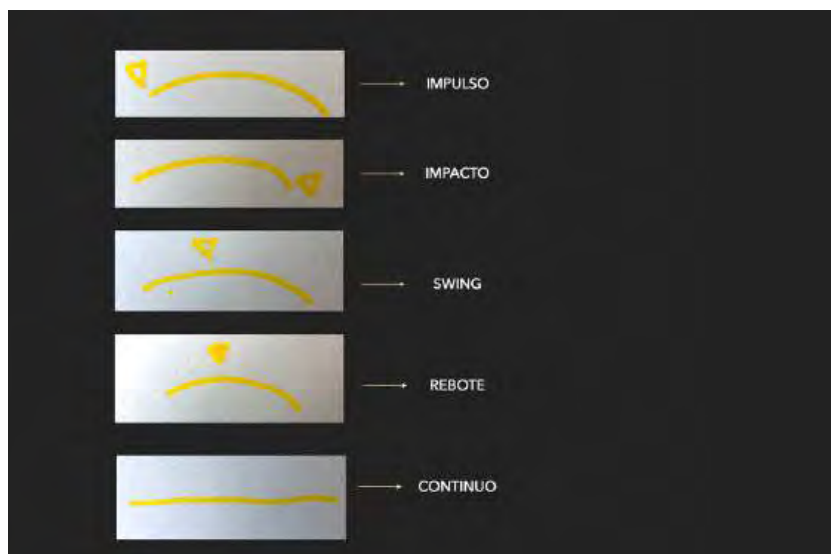 IMPULSO
IMPACTO
SWING
REBOTE
CONTINUO